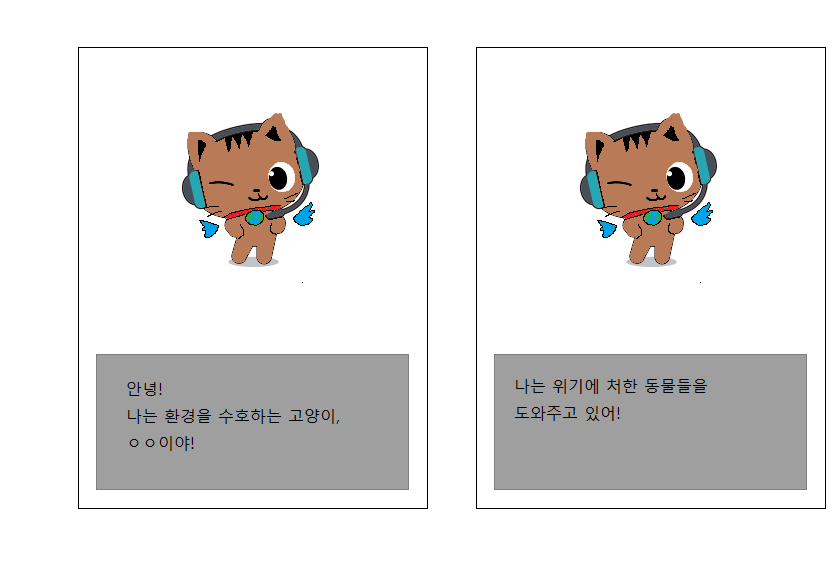 안녕!
나는 환경을 수호하는 고양이,
ㅇㅇ이야!
나는 위기에 처한 동물들을
도와주고 있어!